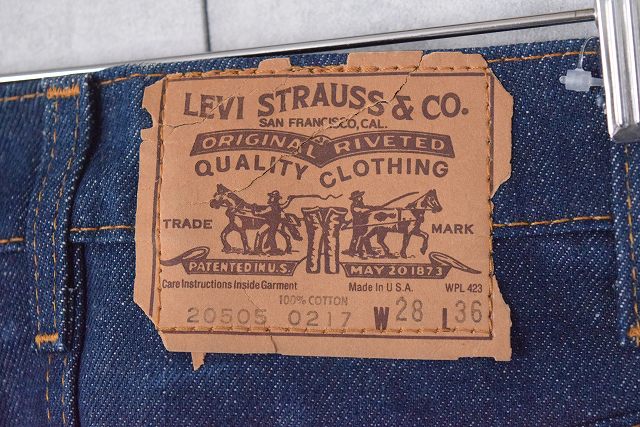 LEVI STRAUSS & CO.
SAN FRANCISCO, CAL.
ORIGINAL RIVETED
QUALITY CLOTHING
TRADE MARK
PATENTED IN U.S. MAY 20 1873
Care Instructions Inside Garment Made in U.S.A. WPL 423
100% COTTON
20505 0217 W 28 L 36